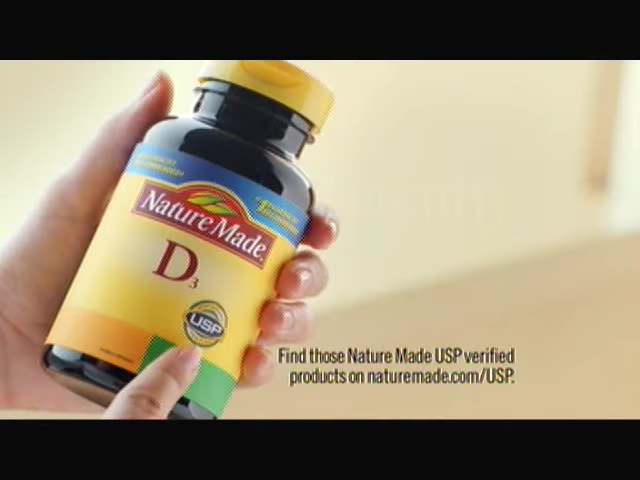 Nature Made
D3
USP
Find those Nature Made USP verified
products on naturemade.com/USP.